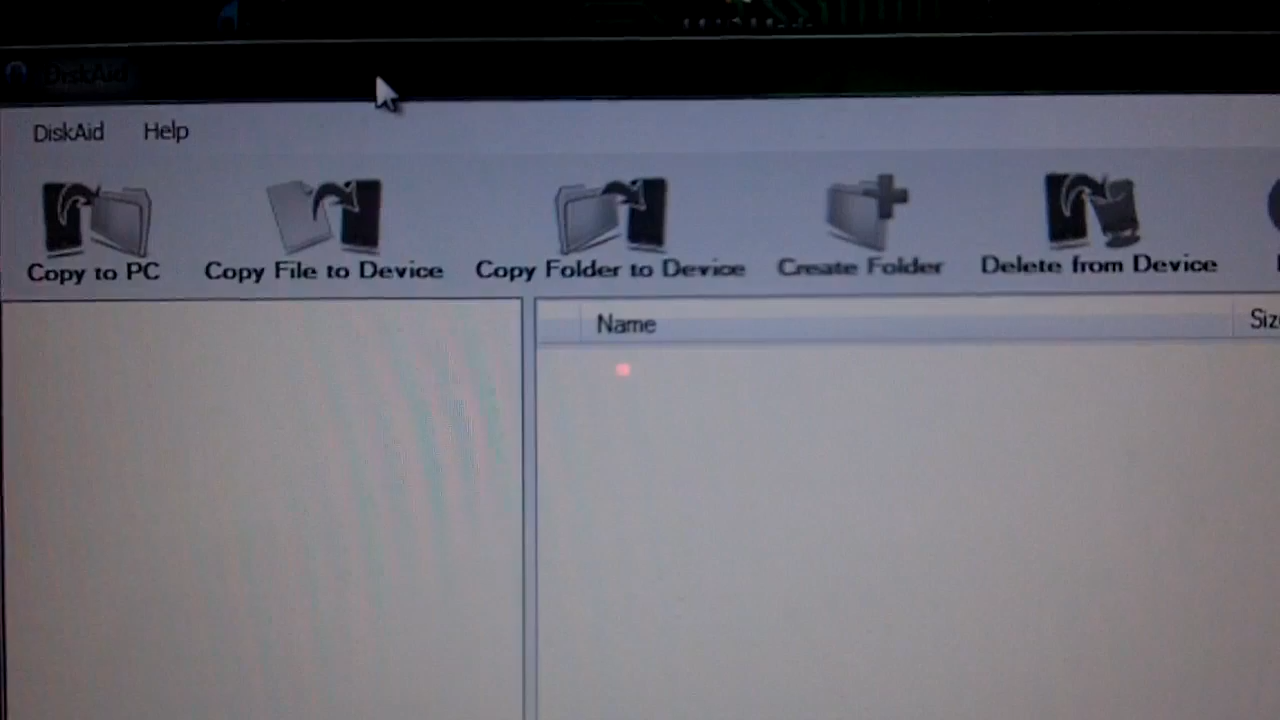 DiskAid
DiskAid Help
Copy to PC Copy File to Device Copy Folder to Device Create Folder Delete from Device
Name